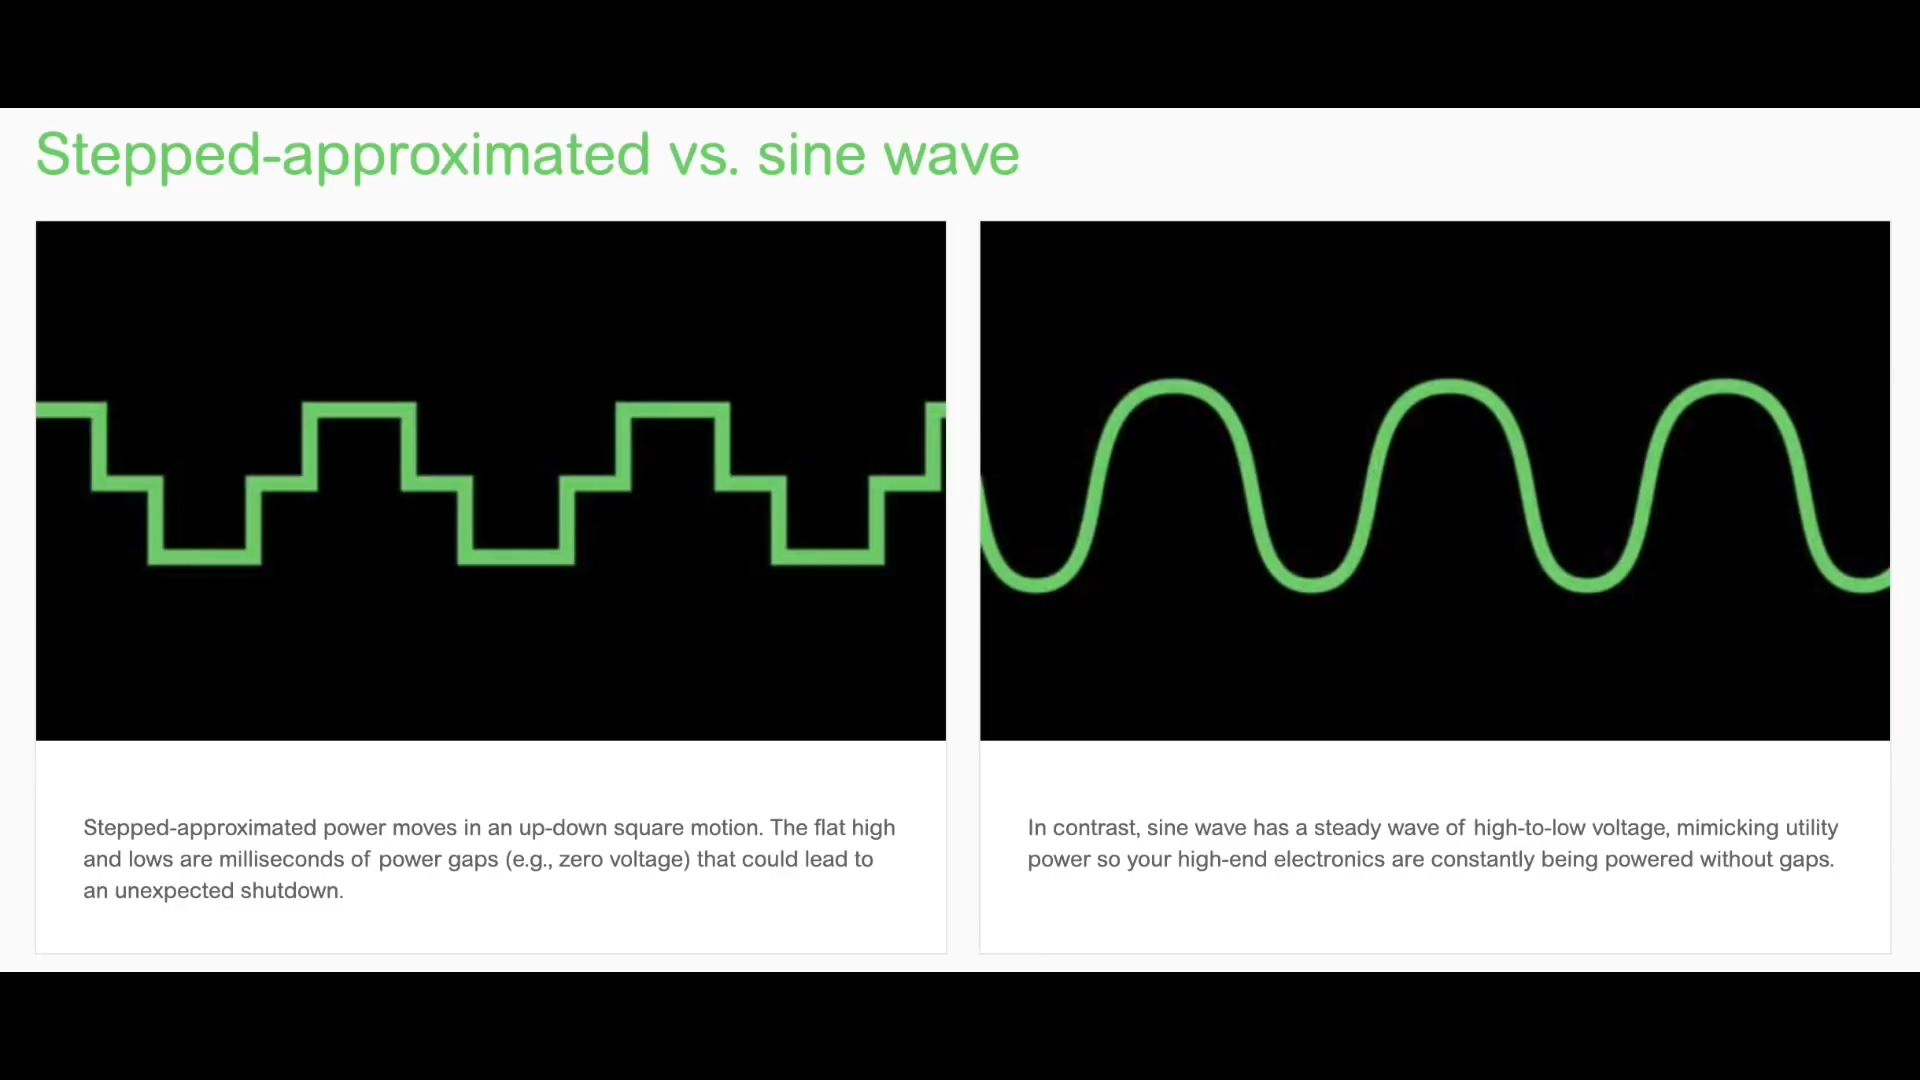 Stepped-approximated vs. sine wave
Stepped-approximated power moves in an up-down square motion. The flat high
and lows are milliseconds of power gaps (e.g., zero voltage) that could lead to
an unexpected shutdown.
In contrast, sine wave has a steady wave of high-to-low voltage, mimicking utility
power so your high-end electronics are constantly being powered without gaps.